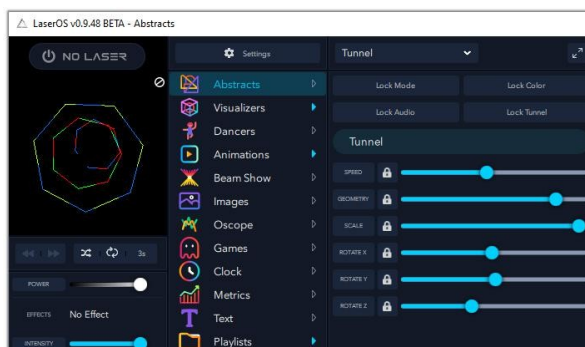 LaserOS v0.9.48 BETA - Abstracts
NO LASER
Settings
Tunnel
Abstracts
Visualizers
Dancers
Animations
Beam Show
Images
Oscope
Games
Clock
Metrics
Text
Playlists
Lock Mode
Lock Color
Lock Audio
Lock Tunnel
Tunnel
SPEED
GEOMETRY
SCALE
ROTATE X
ROTATE Y
ROTATE Z
3s
POWER
EFFECTS No Effect
INTENSITY